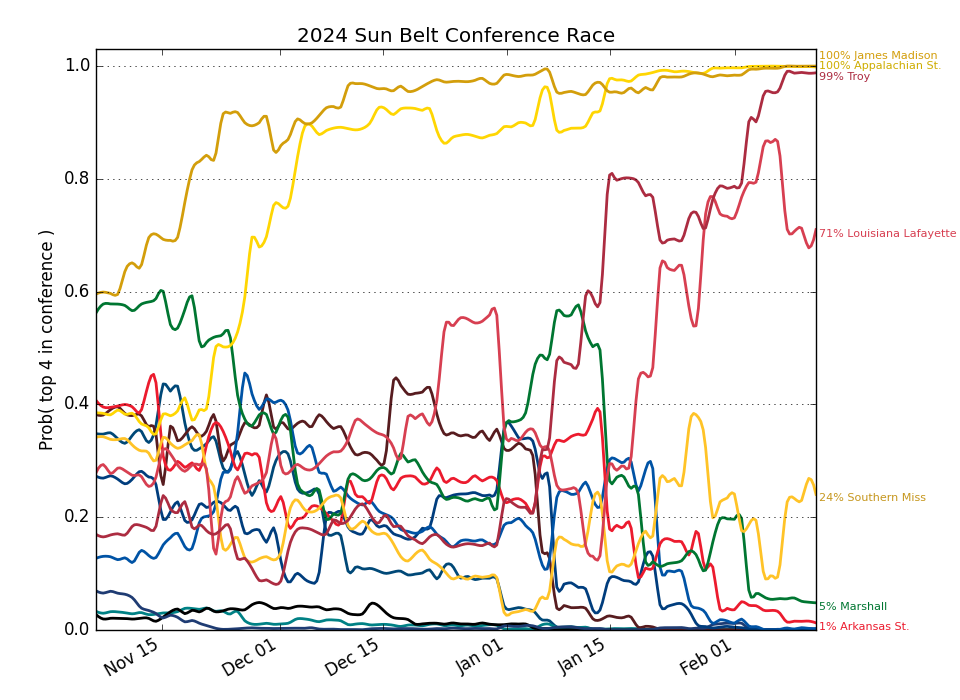 2024 Sun Belt Conference Race
Prob( top 4 in conference )
1.0
0.8
0.6
0.4
0.2
0.0
Nov 15
Dec 01
Dec 15
Jan 01
Jan 15
Feb 01
100% James Madison
100% Appalachian St.
99% Troy
71% Louisiana Lafayette
24% Southern Miss
5% Marshall
1% Arkansas St.